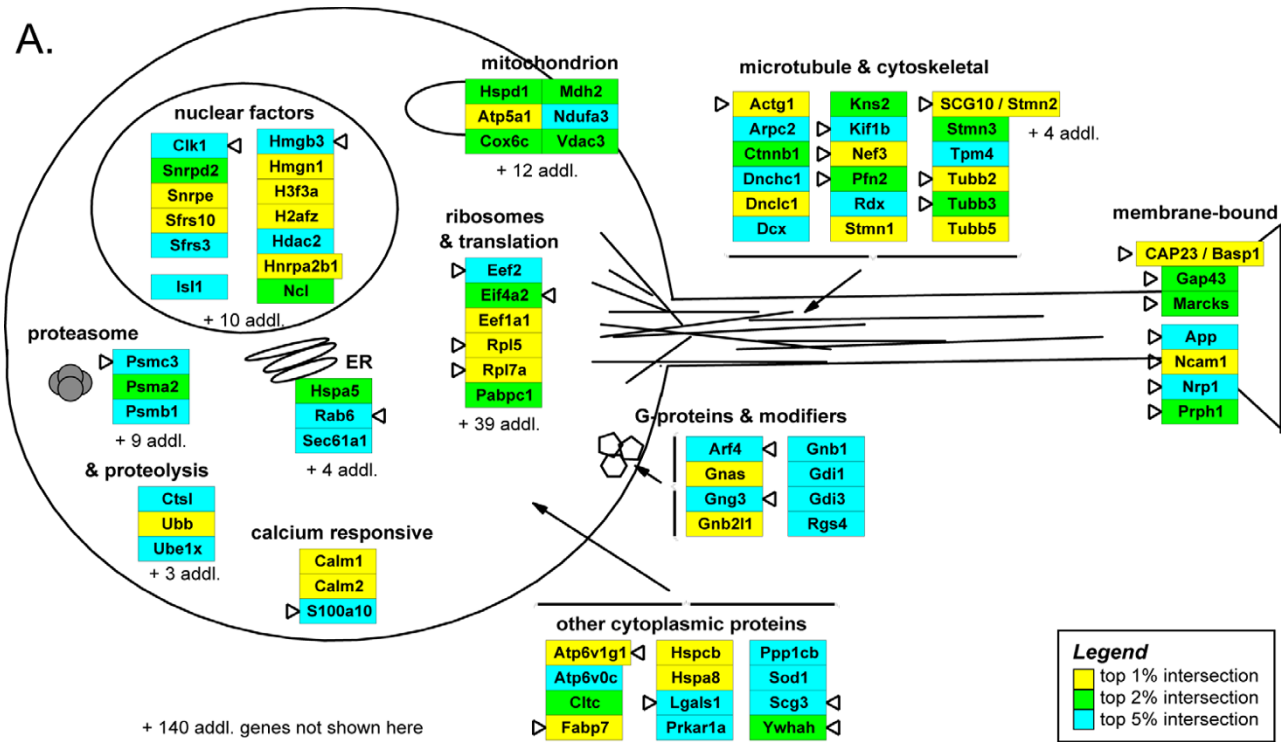 A.
mitochondrion
Hspd1 Mdh2
Atp5a1 Ndufa3
Cox6c Vdac3
+ 12 addl.
microtubule & cytoskeletal
Actg1 Kns2 SCG10 / Stmn2
Arpc2 Kif1b Stmn3
+ 4 addl.
Ctnnb1 Nef3 Tpm4
Dnchc1 Pfn2 Tubb2
Dnclc1 Rdx Tubb3
Dcx Stmn1 Tubb5
nuclear factors
Clk1 Hmgb3
Snrpd2 Hmgn1
Snrpe H3f3a
Sfrs10 H2afz
Sfrs3 Hdac2
Hnrpa2b1
Isl1 Ncl
+ 10 addl.
ribosomes
& translation
Eef2
Eif4a2
Eef1a1
Rpl5
Rpl7a
Pabpc1
+ 39 addl.
membrane-bound
CAP23 / Basp1
Gap43
Marcks
App
Ncam1
Nrp1
Prph1
proteasome
Psmc3
Psma2
Psmb1
+ 9 addl.
& proteolysis
Ctsl
Ubb
Ube1x
+ 3 addl.
ER
Hspa5
Rab6
Sec61a1
+ 4 addl.
G-proteins & modifiers
Arf4 Gnb1
Gnas Gdi1
Gng3 Gdi3
Gnb2l1 Rgs4
calcium responsive
Calm1
Calm2
S100a10
other cytoplasmic proteins
Atp6v1g1 Hspcb Ppp1cb
Atp6v0c Hspa8 Sod1
Cltc Lgals1 Scg3
Fabp7 Prkar1a Ywhah
+ 140 addl. genes not shown here
Legend
top 1% intersection
top 2% intersection
top 5% intersection